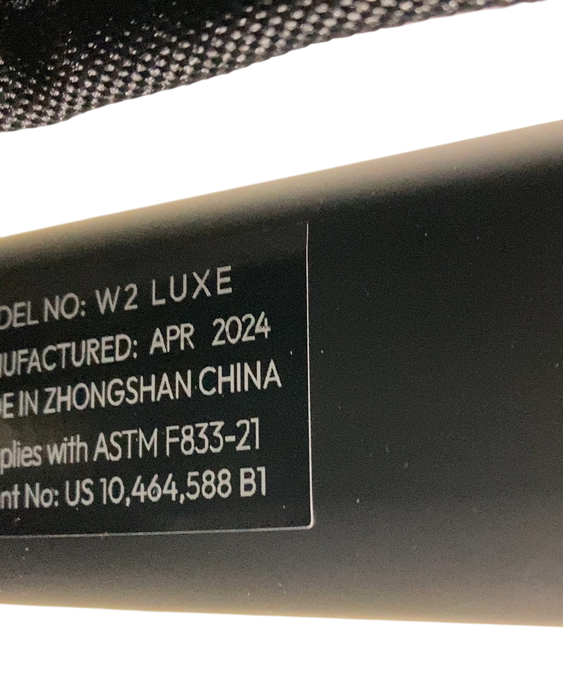 DEL NO: W2 LUXE
UFACTURED: APR 2024
E IN ZHONGSHAN CHINA
plies with ASTM F833-21
nt No: US 10,464,588 B1